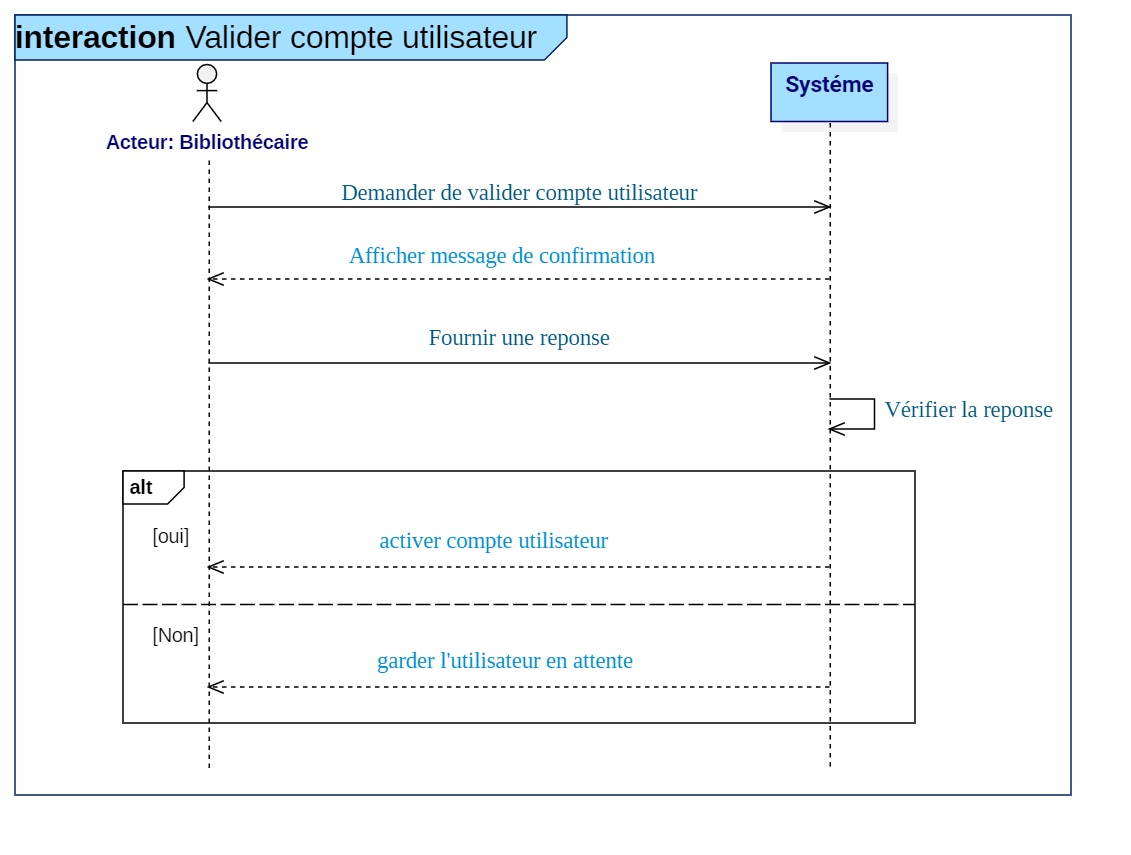 interaction Valider compte utilisateur
Systéme
Acteur: Bibliothécaire
Demander de valider compte utilisateur
Afficher message de confirmation
Fournir une reponse
Vérifier la reponse
alt
[oui]
activer compte utilisateur
[Non]
garder l'utilisateur en attente